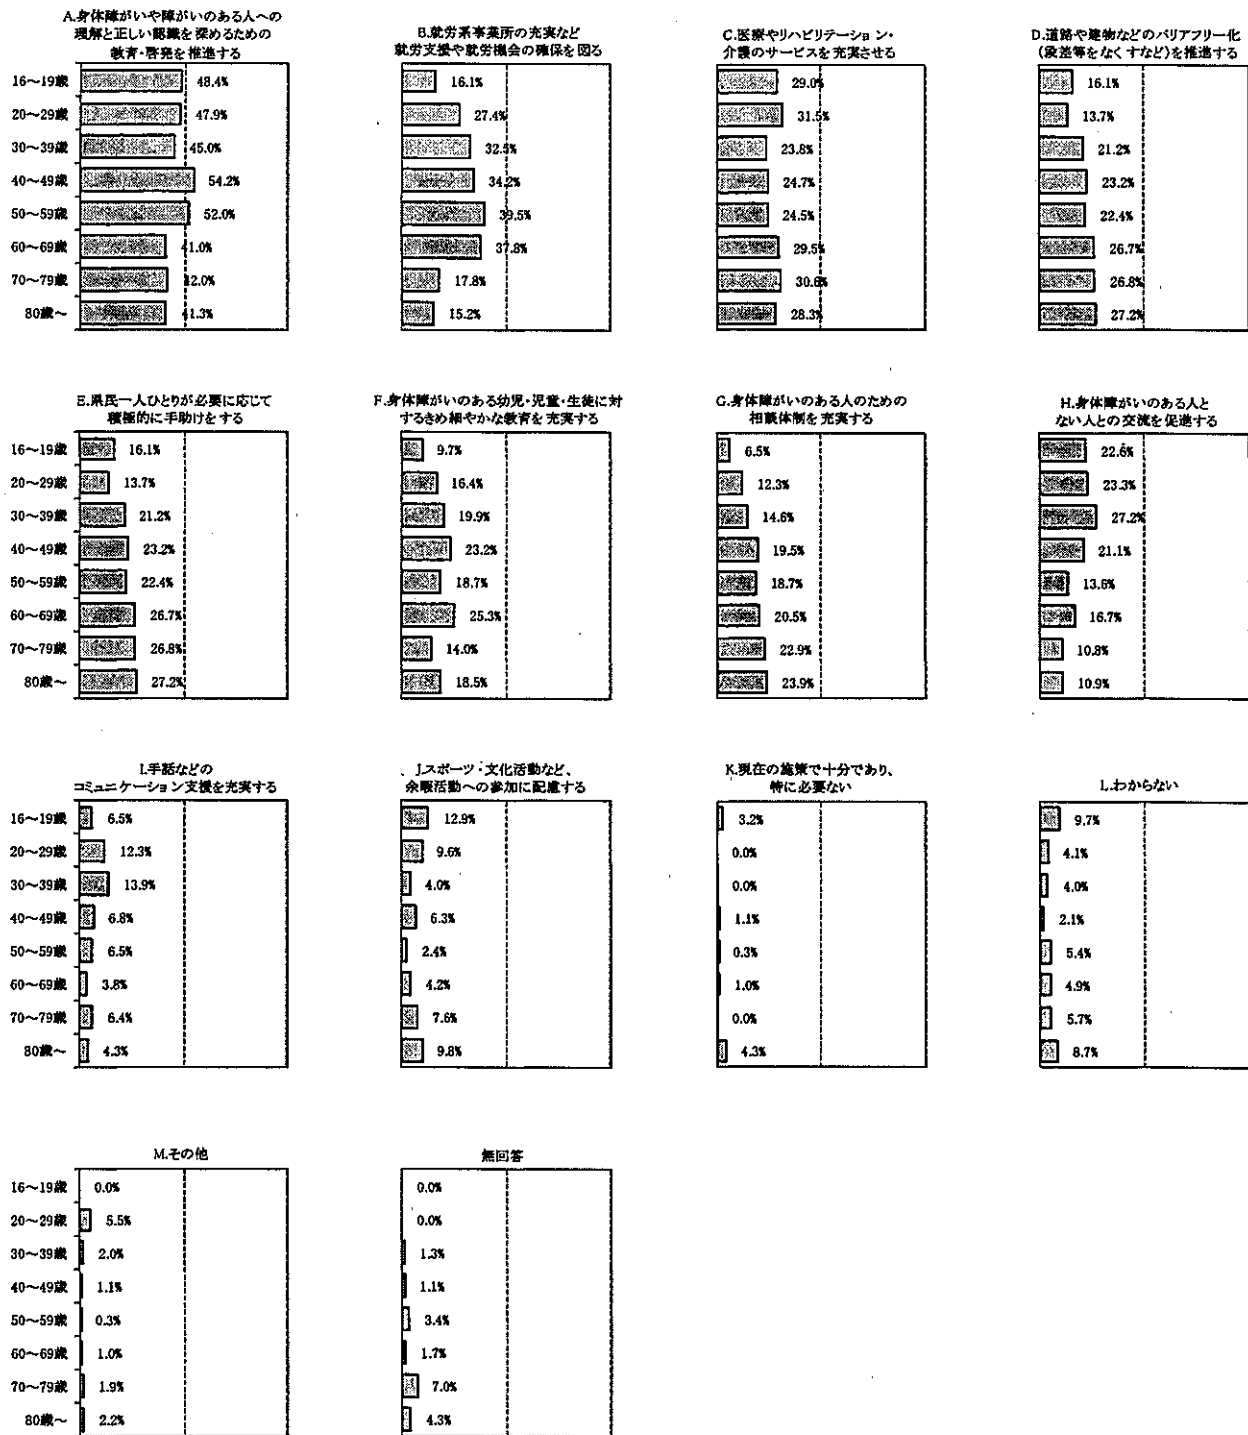 A.身体障がいや障がいのある人への
理解と正しい認識を深めるための
教育・啓発を推進する
16～19歳 48.4%
20～29歳 47.9%
30～39歳 45.0%
40～49歳 54.2%
50～59歳 52.0%
60～69歳 41.0%
70～79歳 42.0%
80歳～ 41.3%
B.就労系事業所の充実など
就労支援や就労機会の確保を図る
16.1%
27.4%
32.5%
34.2%
39.5%
37.8%
17.8%
15.2%
C.医療やリハビリテーション・
介護のサービスを充実させる
29.0%
31.5%
23.8%
24.7%
24.5%
29.5%
30.6%
28.3%
D.道路や建物などのバリアフリー化
(段差等をなくすなど)を推進する
16.1%
13.7%
21.2%
23.2%
22.4%
26.7%
26.8%
27.2%
E.県民一人ひとりが必要に応じて
積極的に手助けをする
16～19歳 16.1%
20～29歳 13.7%
30～39歳 21.2%
40～49歳 23.2%
50～59歳 22.4%
60～69歳 26.7%
70～79歳 26.8%
80歳～ 27.2%
F.身体障がいのある幼児・児童・生徒に対
するきめ細やかな教育を充実する
9.7%
16.4%
19.9%
23.2%
18.7%
25.3%
14.0%
18.5%
G.身体障がいのある人のための
相談体制を充実する
6.5%
12.3%
14.6%
19.5%
18.7%
20.5%
22.9%
23.9%
H.身体障がいのある人と
ない人との交流を促進する
22.6%
23.3%
27.2%
21.1%
13.6%
16.7%
10.8%
10.9%
I.手話などの
コミュニケーション支援を充実する
16～19歳 6.5%
20～29歳 12.3%
30～39歳 13.9%
40～49歳 6.8%
50～59歳 6.5%
60～69歳 3.8%
70～79歳 6.4%
80歳～ 4.3%
J.スポーツ・文化活動など、
余暇活動への参加に配慮する
12.9%
9.6%
4.0%
6.3%
2.4%
4.2%
7.6%
9.8%
K.現在の施策で十分であり、
特に必要ない
3.2%
0.0%
0.0%
1.1%
0.3%
1.0%
0.0%
4.3%
L.わからない
9.7%
4.1%
4.0%
2.1%
5.4%
4.9%
5.7%
8.7%
M.その他
16～19歳 0.0%
20～29歳 5.5%
30～39歳 2.0%
40～49歳 1.1%
50～59歳 0.3%
60～69歳 1.0%
70～79歳 1.9%
80歳～ 2.2%
無回答
0.0%
0.0%
1.3%
1.1%
3.4%
1.7%
7.0%
4.3%